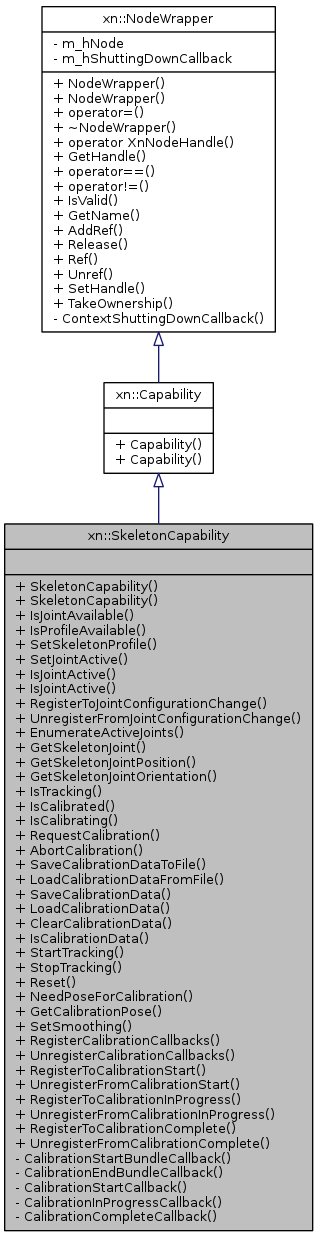 xn::NodeWrapper
- m_hNode
- m_hShuttingDownCallback
+ NodeWrapper()
+ NodeWrapper()
+ operator=()
+ ~NodeWrapper()
+ operator XnNodeHandle()
+ GetHandle()
+ operator==()
+ operator!=()
+ IsValid()
+ GetName()
+ AddRef()
+ Release()
+ Ref()
+ Unref()
+ SetHandle()
+ TakeOwnership()
- ContextShuttingDownCallback()
xn::Capability
+ Capability()
+ Capability()
xn::SkeletonCapability
+ SkeletonCapability()
+ SkeletonCapability()
+ IsJointAvailable()
+ IsProfileAvailable()
+ SetSkeletonProfile()
+ SetJointActive()
+ IsJointActive()
+ IsJointActive()
+ RegisterToJointConfigurationChange()
+ UnregisterFromJointConfigurationChange()
+ EnumerateActiveJoints()
+ GetSkeletonJoint()
+ GetSkeletonJointPosition()
+ GetSkeletonJointOrientation()
+ IsTracking()
+ IsCalibrated()
+ IsCalibrating()
+ RequestCalibration()
+ AbortCalibration()
+ SaveCalibrationDataToFile()
+ LoadCalibrationDataFromFile()
+ SaveCalibrationData()
+ LoadCalibrationData()
+ ClearCalibrationData()
+ IsCalibrationData()
+ StartTracking()
+ StopTracking()
+ Reset()
+ NeedPoseForCalibration()
+ GetCalibrationPose()
+ SetSmoothing()
+ RegisterCalibrationCallbacks()
+ UnregisterCalibrationCallbacks()
+ RegisterToCalibrationStart()
+ UnregisterFromCalibrationStart()
+ RegisterToCalibrationInProgress()
+ UnregisterFromCalibrationInProgress()
+ RegisterToCalibrationComplete()
+ UnregisterFromCalibrationComplete()
- CalibrationStartBundleCallback()
- CalibrationEndBundleCallback()
- CalibrationStartCallback()
- CalibrationInProgressCallback()
- CalibrationCompleteCallback()